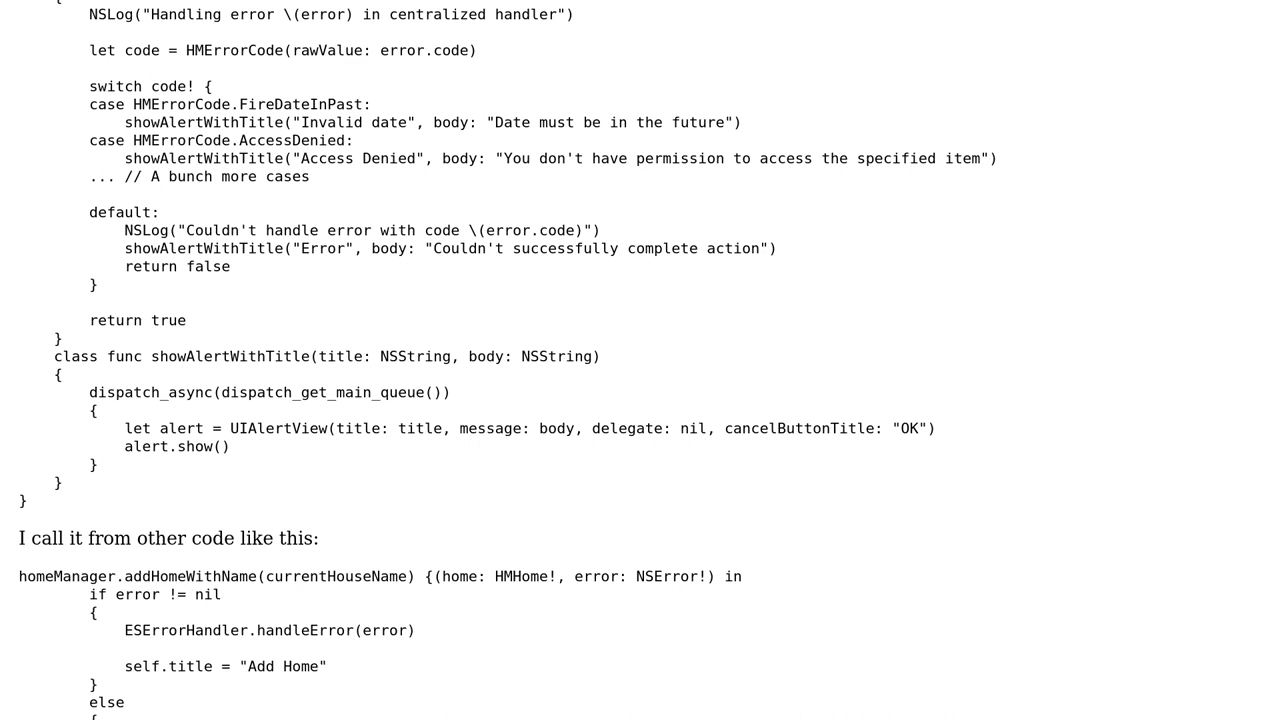 {
NSLog("Handling error \(error) in centralized handler")
let code = HMErrorCode(rawValue: error.code)
switch code! {
case HMErrorCode.FireDateInPast:
showAlertWithTitle("Invalid date", body: "Date must be in the future")
case HMErrorCode.AccessDenied:
showAlertWithTitle("Access Denied", body: "You don't have permission to access the specified item")
... // A bunch more cases
default:
NSLog("Couldn't handle error with code \(error.code)")
showAlertWithTitle("Error", body: "Couldn't successfully complete action")
return false
}
return true
}
class func showAlertWithTitle(title: NSString, body: NSString)
{
dispatch_async(dispatch_get_main_queue())
{
let alert = UIAlertView(title: title, message: body, delegate: nil, cancelButtonTitle: "OK")
alert.show()
}
}
}
I call it from other code like this:
homeManager.addHomeWithName(currentHouseName) {(home: HMHome!, error: NSError!) in
if error != nil
{
ESErrorHandler.handleError(error)
self.title = "Add Home"
}
else
{